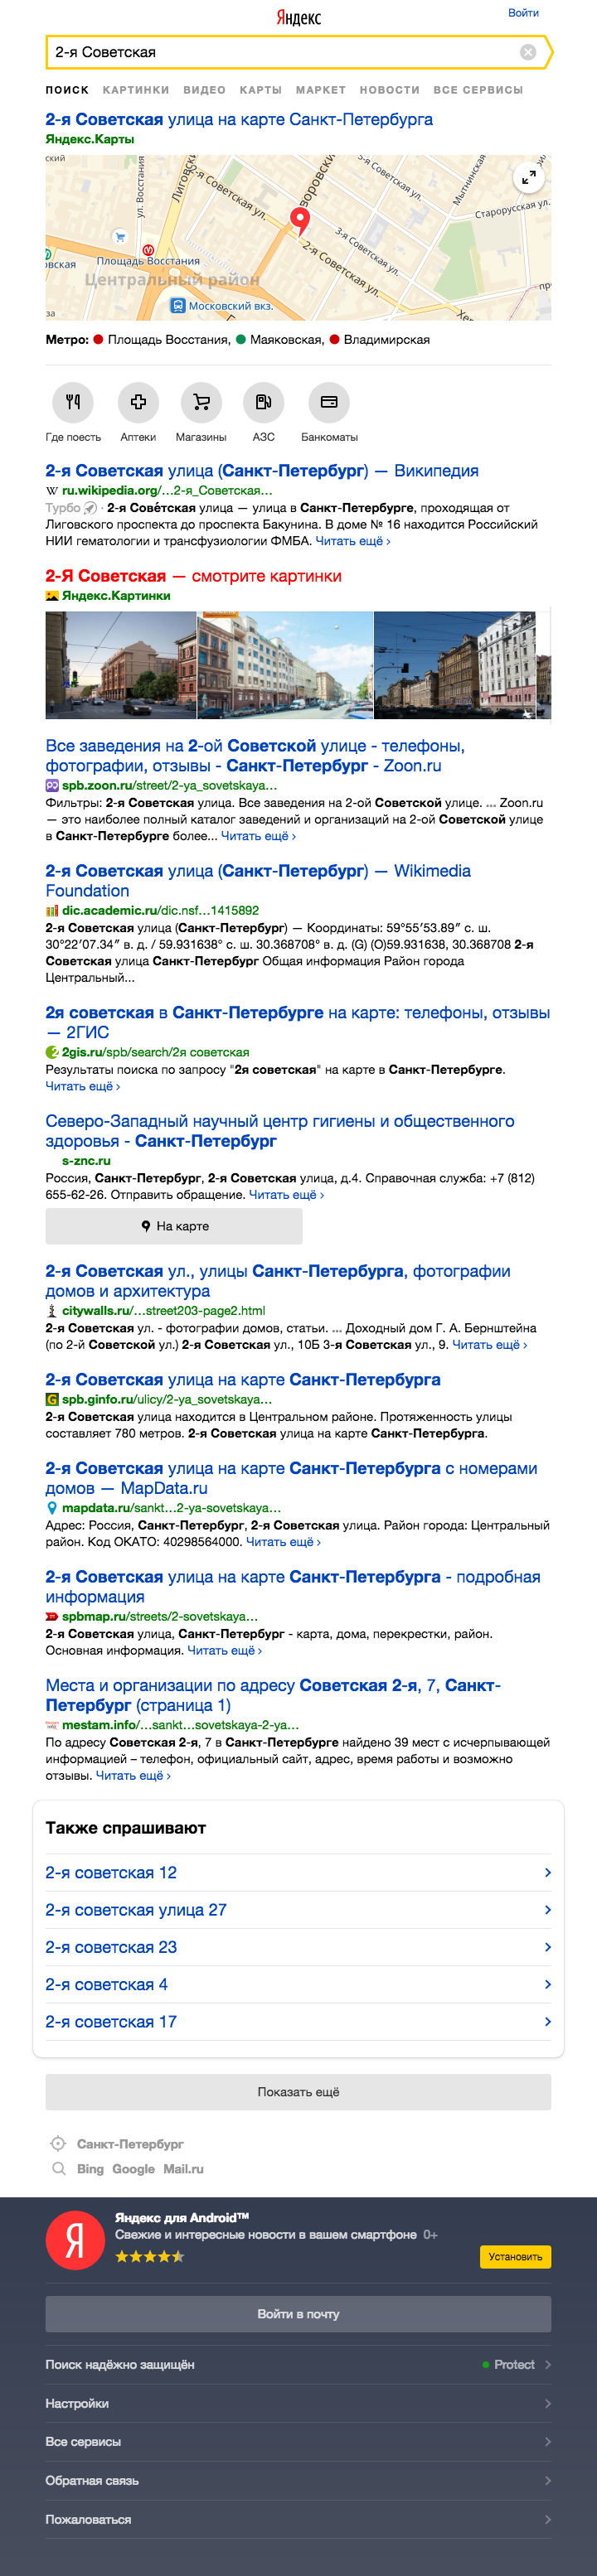 Яндекс
Войти
2-я Советская
ПОИСК КАРТИНКИ ВИДЕО КАРТЫ МАРКЕТ НОВОСТИ ВСЕ СЕРВИСЫ
2-я Советская улица на карте Санкт-Петербурга
Яндекс.Карты
ский
ул. Восстания
Лиговс
5-я Советская ул.
воровский
3-я Советская ул.
Мытнинская
Старорусская ул.
3-я Советская ул.
2-я Советская ул.
Площадь Восстания
овская
Центральный район
Московский вкз.
за
Хе
пр
Метро: Площадь Восстания, Маяковская, Владимирская
Где поесть Аптеки Магазины АЗС Банкоматы
2-я Советская улица (Санкт-Петербург) — Википедия
W ru.wikipedia.org/…2-я_Советская…
Турбо · 2-я Сове́тская улица — улица в Санкт-Петербурге, проходящая от
Лиговского проспекта до проспекта Бакунина. В доме № 16 находится Российский
НИИ гематологии и трансфузиологии ФМБА. Читать ещё ›
2-Я Советская — смотрите картинки
Яндекс.Картинки
Все заведения на 2-ой Советской улице - телефоны,
фотографии, отзывы - Санкт-Петербург - Zoon.ru
spb.zoon.ru/street/2-ya_sovetskaya…
Фильтры: 2-я Советская улица. Все заведения на 2-ой Советской улице. ... Zoon.ru
— это наиболее полный каталог заведений и организаций на 2-ой Советской улице
в Санкт-Петербурге более... Читать ещё ›
2-я Советская улица (Санкт-Петербург) — Wikimedia
Foundation
dic.academic.ru/dic.nsf…1415892
2-я Советская улица (Санкт-Петербург) — Координаты: 59°55′53.89″ с. ш.
30°22′07.34″ в. д. / 59.931638° с. ш. 30.368708° в. д. (G) (O)59.931638, 30.368708 2-я
Советская улица Санкт-Петербург Общая информация Район города
Центральный...
2я советская в Санкт-Петербурге на карте: телефоны, отзывы
— 2ГИС
2gis.ru/spb/search/2я советская
Результаты поиска по запросу "2я советская" на карте в Санкт-Петербурге.
Читать ещё ›
Северо-Западный научный центр гигиены и общественного
здоровья - Санкт-Петербург
s-znc.ru
Россия, Санкт-Петербург, 2-я Советская улица, д.4. Справочная служба: +7 (812)
655-62-26. Отправить обращение. Читать ещё ›
На карте
2-я Советская ул., улицы Санкт-Петербурга, фотографии
домов и архитектура
citywalls.ru/…street203-page2.html
2-я Советская ул. - фотографии домов, статьи. ... Доходный дом Г. А. Бернштейна
(по 2-й Советской ул.) 2-я Советская ул., 10Б 3-я Советская ул., 9. Читать ещё ›
2-я Советская улица на карте Санкт-Петербурга
spb.ginfo.ru/ulicy/2-ya_sovetskaya…
2-я Советская улица находится в Центральном районе. Протяженность улицы
составляет 780 метров. 2-я Советская улица на карте Санкт-Петербурга.
2-я Советская улица на карте Санкт-Петербурга с номерами
домов — MapData.ru
mapdata.ru/sankt…2-ya-sovetskaya…
Адрес: Россия, Санкт-Петербург, 2-я Советская улица. Район города: Центральный
район. Код ОКАТО: 40298564000. Читать ещё ›
2-я Советская улица на карте Санкт-Петербурга - подробная
информация
spbmap.ru/streets/2-sovetskaya…
2-я Советская улица, Санкт-Петербург - карта, дома, перекрестки, район.
Основная информация. Читать ещё ›
Места и организации по адресу Советская 2-я, 7, Санкт-
Петербург (страница 1)
mestam.info/…sankt…sovetskaya-2-ya…
По адресу Советская 2-я, 7 в Санкт-Петербурге найдено 39 мест с исчерпывающей
информацией – телефон, официальный сайт, адрес, время работы и возможно
отзывы. Читать ещё ›
Также спрашивают
2-я советская 12
2-я советская улица 27
2-я советская 23
2-я советская 4
2-я советская 17
Показать ещё
Санкт-Петербург
Bing Google Mail.ru
Я
Яндекс для Android™
Свежие и интересные новости в вашем смартфоне 0+
Установить
Войти в почту
Поиск надёжно защищён Protect
Настройки
Все сервисы
Обратная связь
Пожаловаться